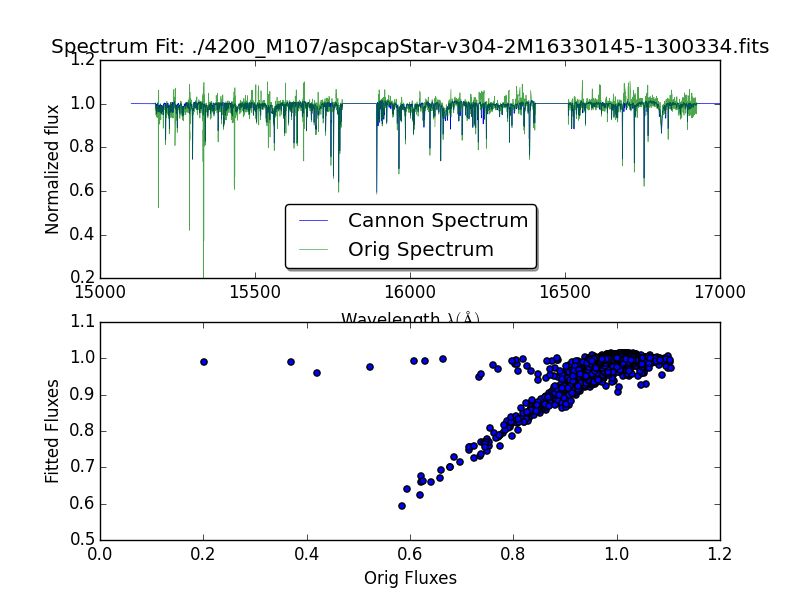 Spectrum Fit: ./4200_M107/aspcapStar-v304-2M16330145-1300334.fits
1.2
1.0
0.8
0.6
0.4
0.2
Normalized flux
Cannon Spectrum
Orig Spectrum
15000 15500 16000 16500 17000
Wavelength λ(Å)
1.1
1.0
0.9
0.8
0.7
0.6
0.5
Fitted Fluxes
0.0 0.2 0.4 0.6 0.8 1.0 1.2
Orig Fluxes